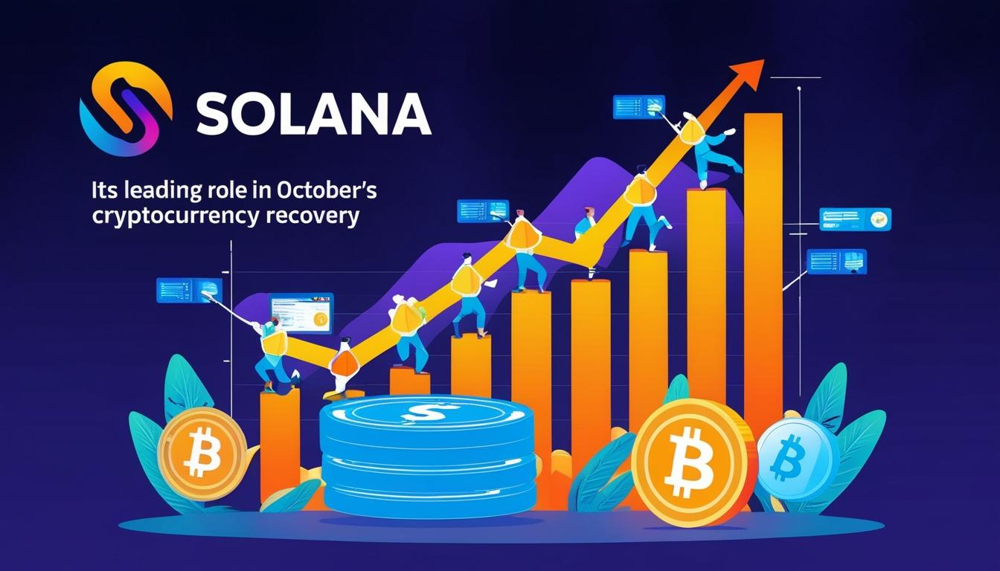 SOLANA
Its leading role in October's
cryptocurrency recovery